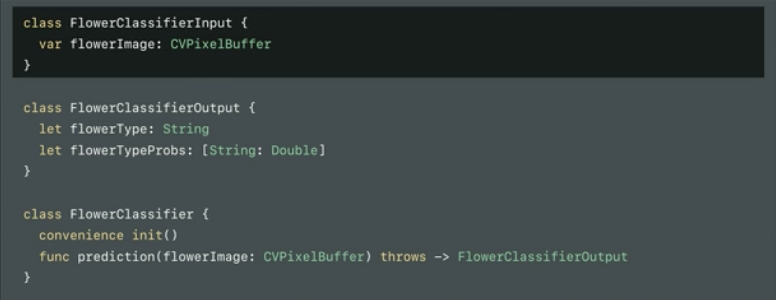 class FlowerClassifierInput {
var flowerImage: CVPixelBuffer
}
class FlowerClassifierOutput {
let flowerType: String
let flowerTypeProbs: [String: Double]
}
class FlowerClassifier {
convenience init()
func prediction(flowerImage: CVPixelBuffer) throws -> FlowerClassifierOutput
}